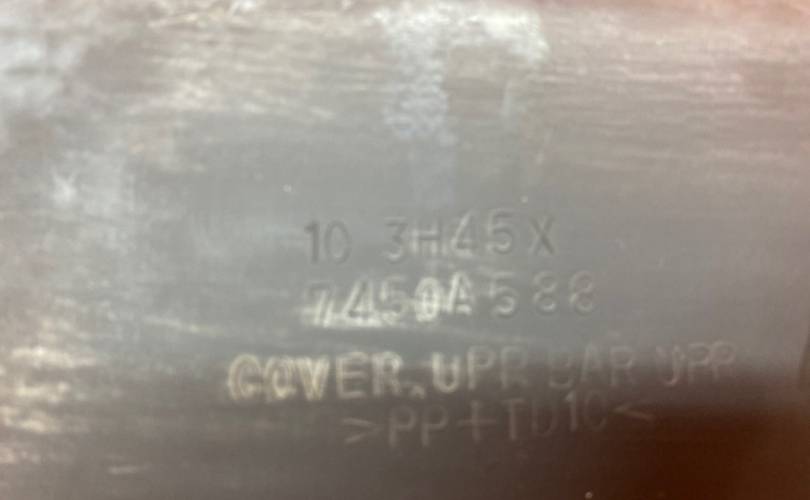 10 3H45X
7450A588
COVER,UPR BAR UPR
>PP+TD10<